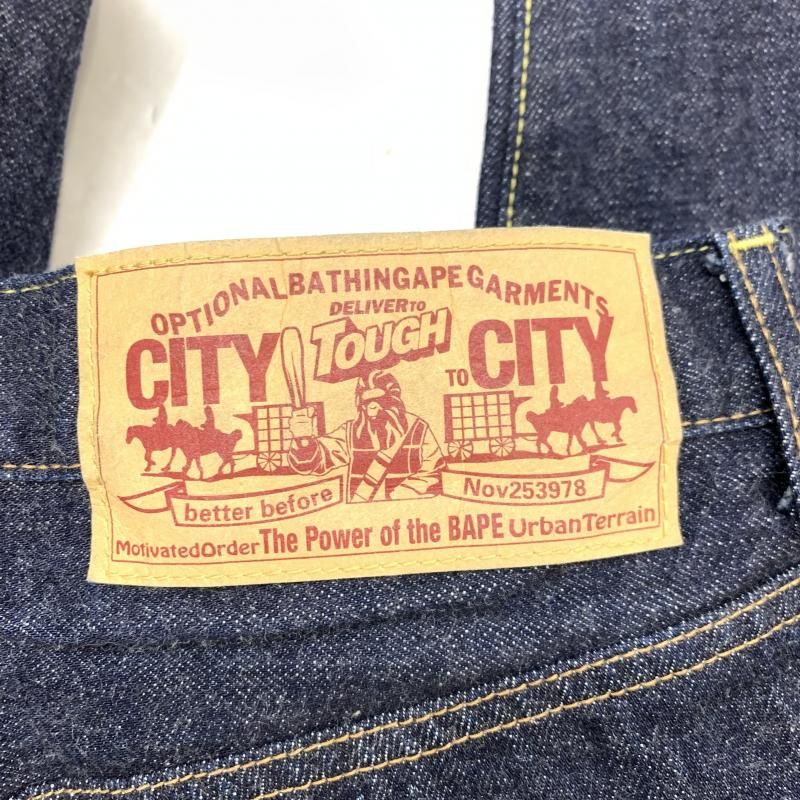 OPTIONALBATHINGAPEGARMENTS
DELIVERTO
CITY TOUGH TO CITY
better before Nov253978
MotivatedOrder The Power of the BAPE UrbanTerrain